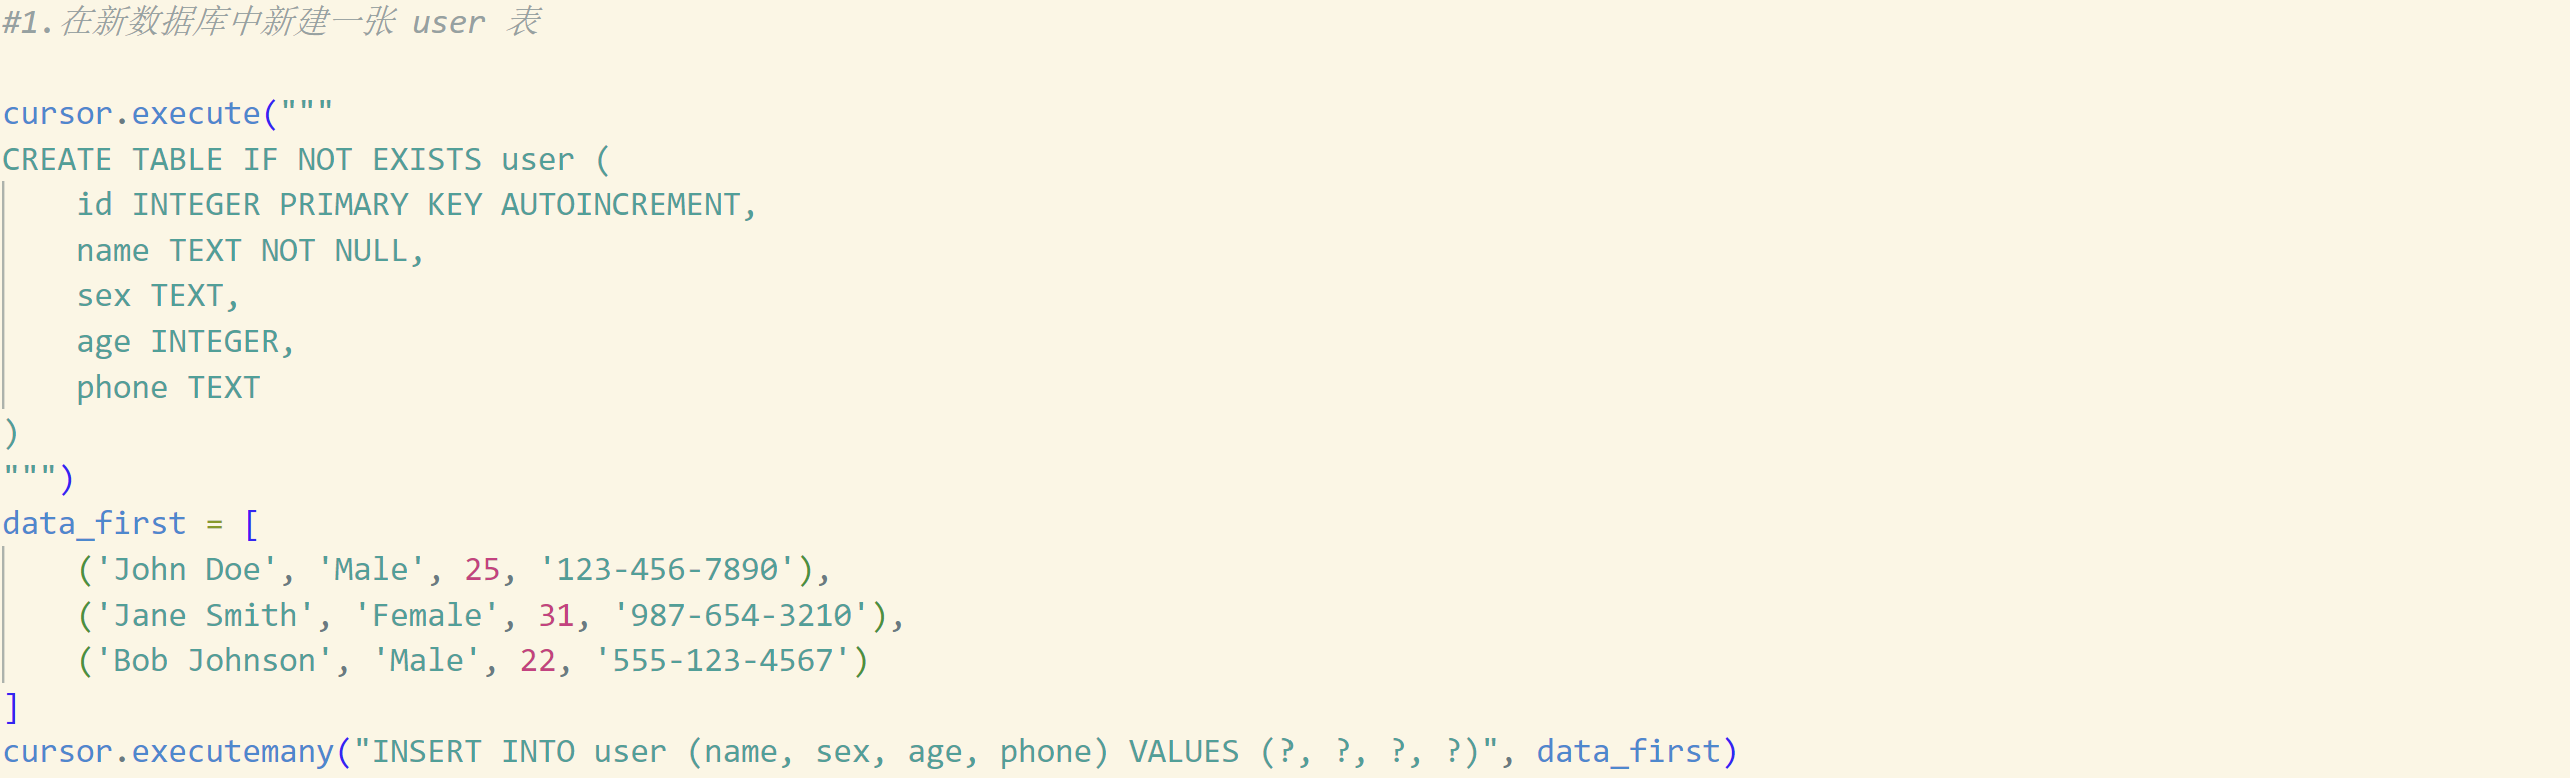 #1.在新数据库中新建一张 user 表
cursor.execute("""
CREATE TABLE IF NOT EXISTS user (
    id INTEGER PRIMARY KEY AUTOINCREMENT,
    name TEXT NOT NULL,
    sex TEXT,
    age INTEGER,
    phone TEXT
)
""")
data_first = [
    ('John Doe', 'Male', 25, '123-456-7890'),
    ('Jane Smith', 'Female', 31, '987-654-3210'),
    ('Bob Johnson', 'Male', 22, '555-123-4567')
]
cursor.executemany("INSERT INTO user (name, sex, age, phone) VALUES (?, ?, ?, ?)", data_first)